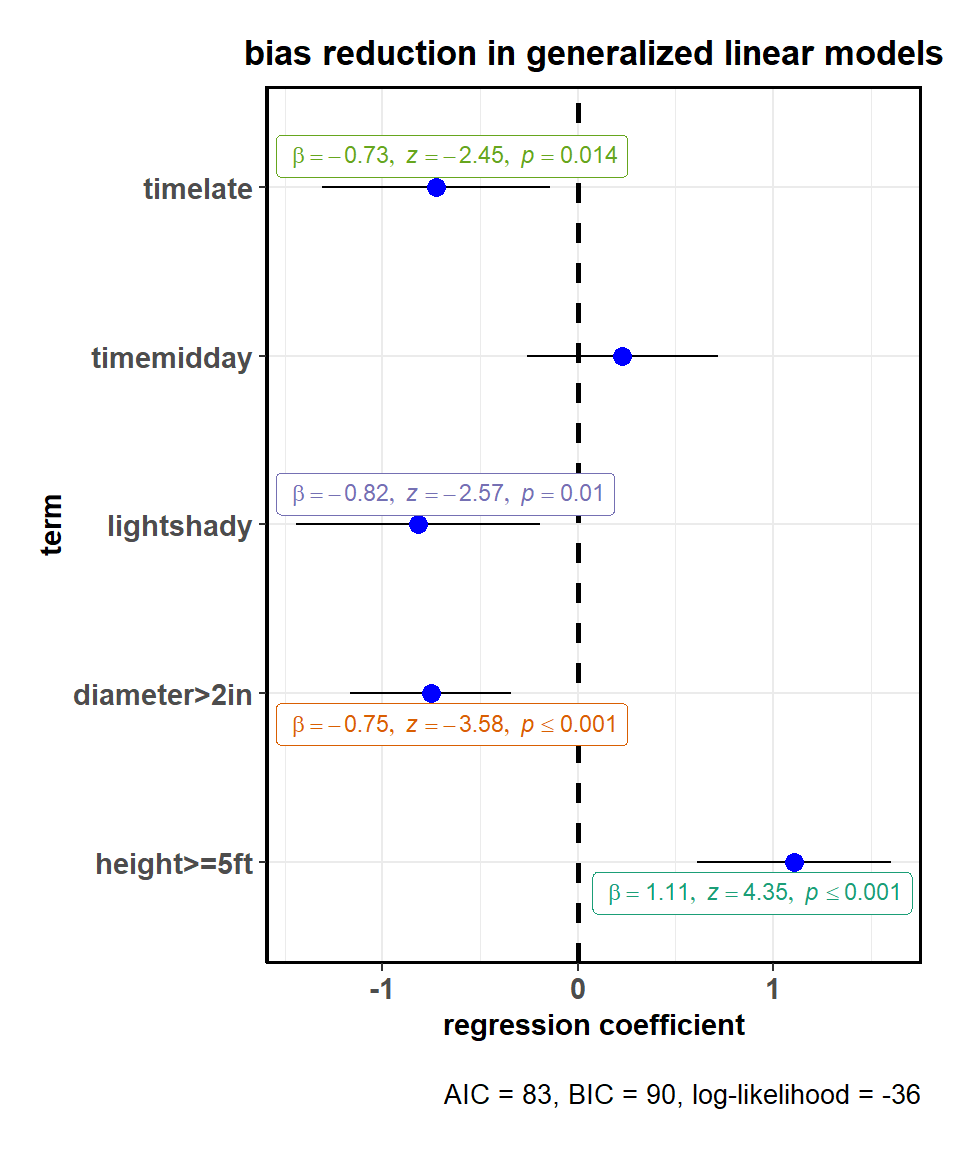 bias reduction in generalized linear models
β = −0.73, z = −2.45, p = 0.014
timelate
timemidday
β = −0.82, z = −2.57, p = 0.01
lightshady
term
diameter>2in
β = −0.75, z = −3.58, p ≤ 0.001
height>=5ft
β = 1.11, z = 4.35, p ≤ 0.001
-1 0 1
regression coefficient
AIC = 83, BIC = 90, log-likelihood = -36